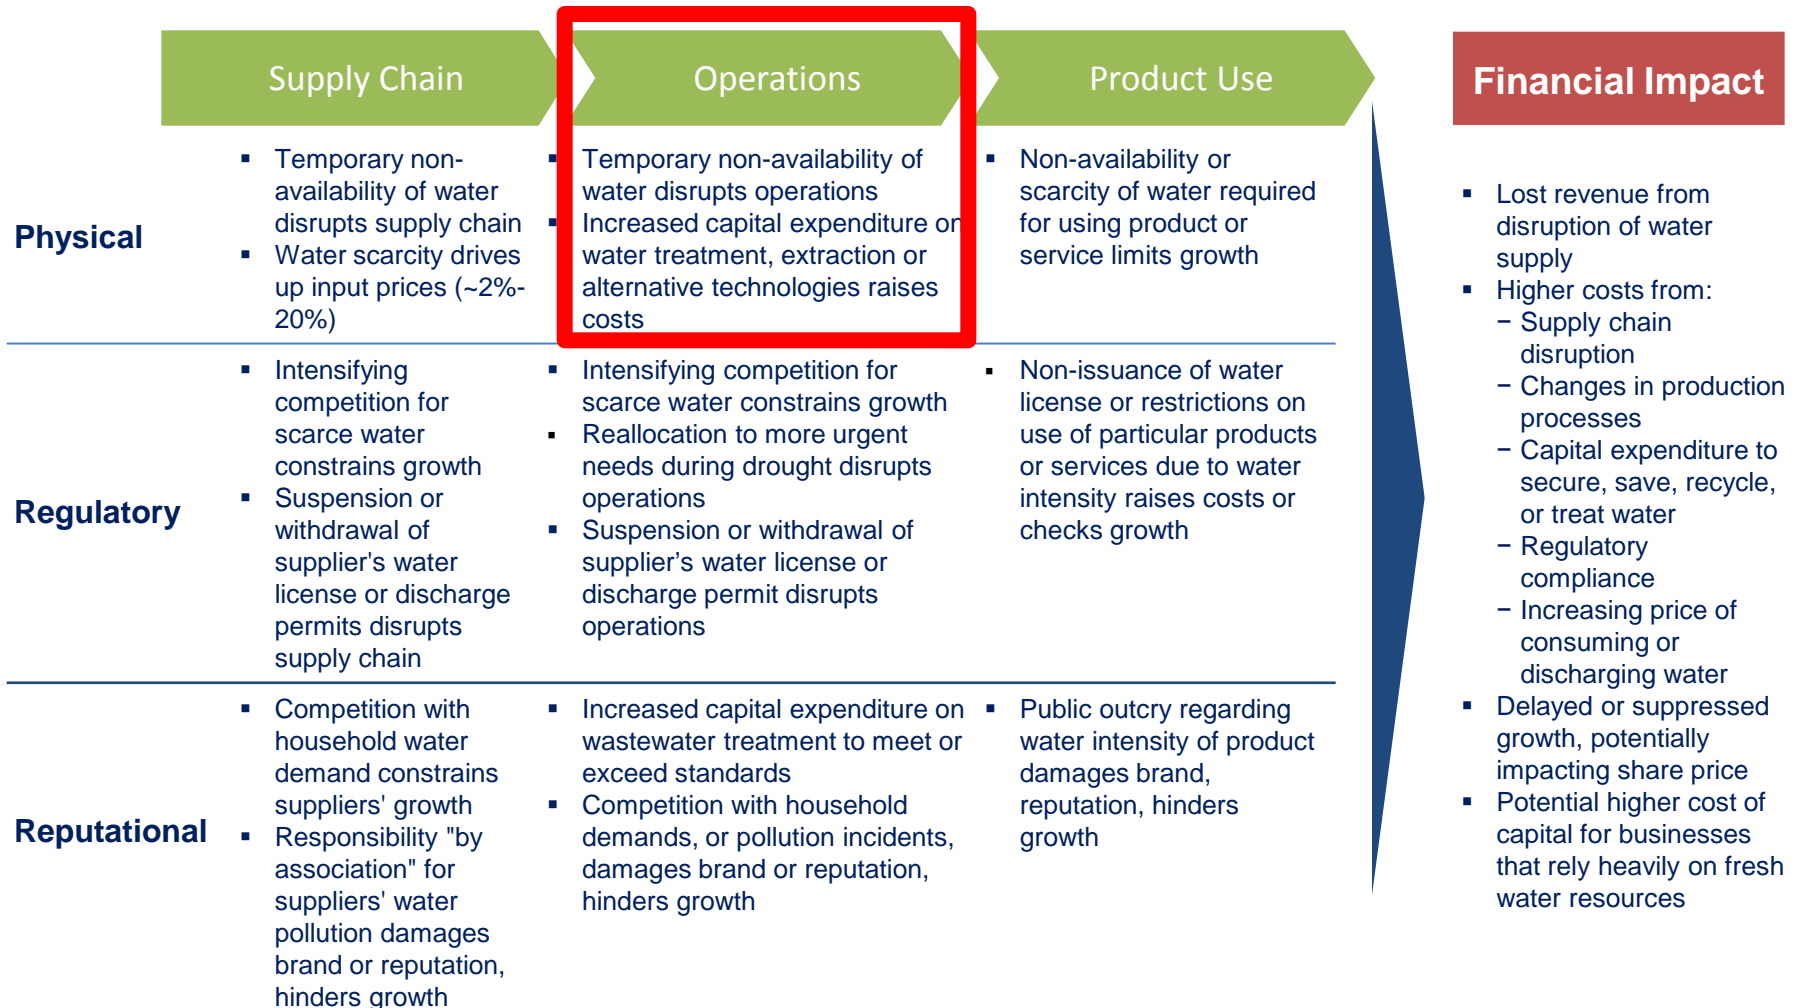 Supply Chain
Operations
Product Use
Financial Impact
Physical
▪ Temporary non-
availability of water
disrupts supply chain
▪ Water scarcity drives
up input prices (~2%-
20%)
▪ Temporary non-availability of
water disrupts operations
▪ Increased capital expenditure on
water treatment, extraction or
alternative technologies raises
costs
▪ Non-availability or
scarcity of water required
for using product or
service limits growth
Regulatory
▪ Intensifying
competition for
scarce water
constrains growth
▪ Suspension or
withdrawal of
supplier's water
license or discharge
permits disrupts
supply chain
▪ Intensifying competition for
scarce water constrains growth
▪ Reallocation to more urgent
needs during drought disrupts
operations
▪ Suspension or withdrawal of
supplier’s water license or
discharge permit disrupts
operations
▪ Non-issuance of water
license or restrictions on
use of particular products
or services due to water
intensity raises costs or
checks growth
Reputational
▪ Competition with
household water
demand constrains
suppliers' growth
▪ Responsibility "by
association" for
suppliers' water
pollution damages
brand or reputation,
hinders growth
▪ Increased capital expenditure on
wastewater treatment to meet or
exceed standards
▪ Competition with household
demands, or pollution incidents,
damages brand or reputation,
hinders growth
▪ Public outcry regarding
water intensity of product
damages brand,
reputation, hinders
growth
▪ Lost revenue from
disruption of water
supply
▪ Higher costs from:
− Supply chain
disruption
− Changes in production
processes
− Capital expenditure to
secure, save, recycle,
or treat water
− Regulatory
compliance
− Increasing price of
consuming or
discharging water
▪ Delayed or suppressed
growth, potentially
impacting share price
▪ Potential higher cost of
capital for businesses
that rely heavily on fresh
water resources